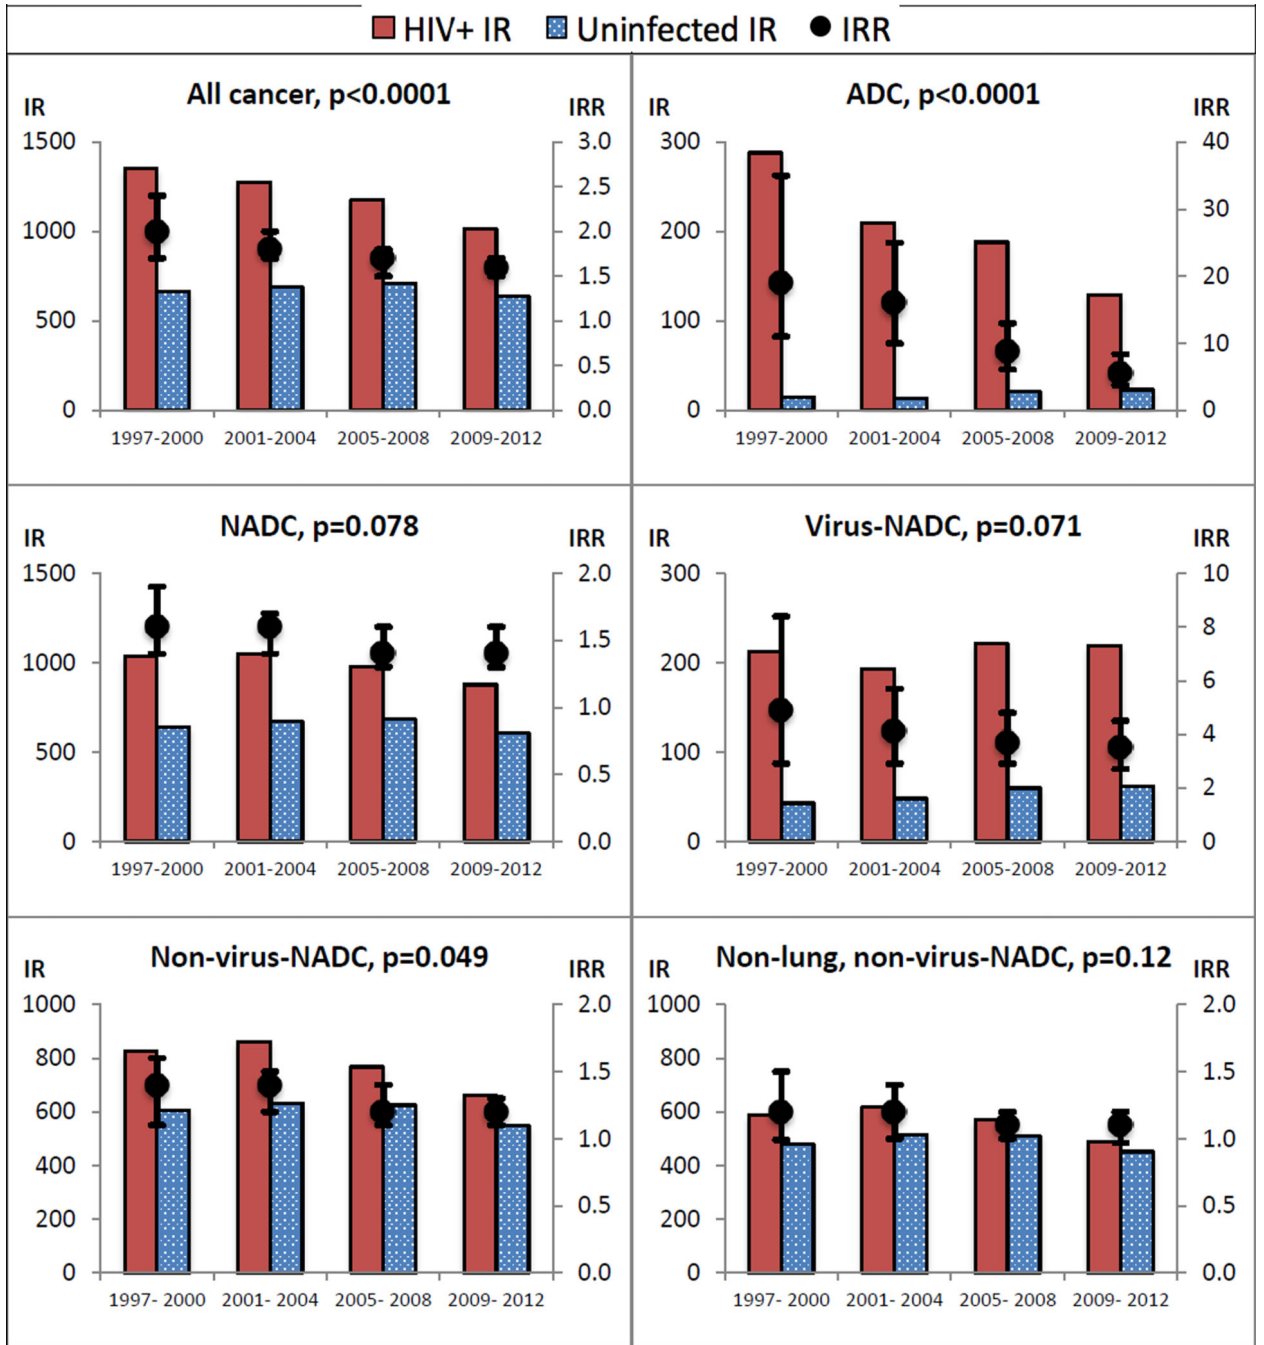 HIV+ IR Uninfected IR IRR
All cancer, p<0.0001
IR IRR
1500 3.0
2.5
1000 2.0
1.5
500 1.0
0.5
0 0.0
1997-2000 2001-2004 2005-2008 2009-2012
ADC, p<0.0001
IR IRR
300 40
30
200
20
100
10
0 0
1997-2000 2001-2004 2005-2008 2009-2012
NADC, p=0.078
IR IRR
1500 2.0
1.5
1000
1.0
500
0.5
0 0.0
1997-2000 2001-2004 2005-2008 2009-2012
Virus-NADC, p=0.071
IR IRR
300 10
8
200
6
4
100
2
0 0
1997-2000 2001-2004 2005-2008 2009-2012
Non-virus-NADC, p=0.049
IR IRR
1000 2.0
800
1.5
600
1.0
400
200 0.5
0 0.0
1997- 2000 2001- 2004 2005- 2008 2009- 2012
IR Non-lung, non-virus-NADC, p=0.12 IRR
1000 2.0
800
1.5
600
1.0
400
200 0.5
0 0.0
1997- 2000 2001- 2004 2005- 2008 2009- 2012